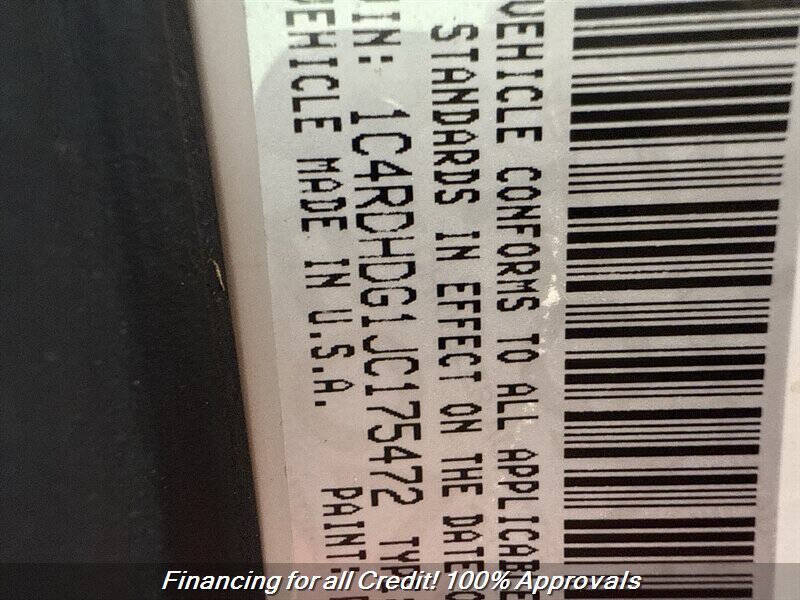 VEHICLE CONFORMS TO ALL
STANDARDS IN EFFECT ON THE DATE
VIN: 1C4RDHDG1JC175472
VEHICLE MADE IN U.S.A.
PAINT:
Financing for all Credit! 100% Approvals